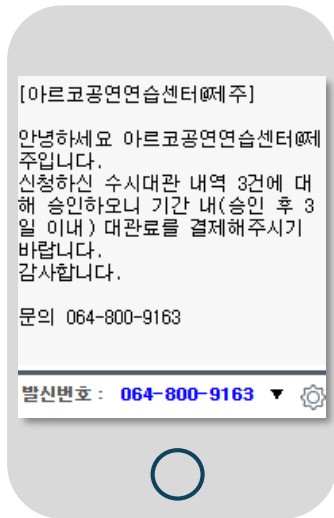 [아르코공연연습센터@제주]
안녕하세요 아르코공연연습센터@제
주입니다.
신청하신 수시대관 내역 3건에 대
해 승인하오니 기간 내(승인 후 3
일 이내) 대관료를 결제해주시기
바랍니다.
감사합니다.
문의 064-800-9163
발신번호 : 064-800-9163 ▼